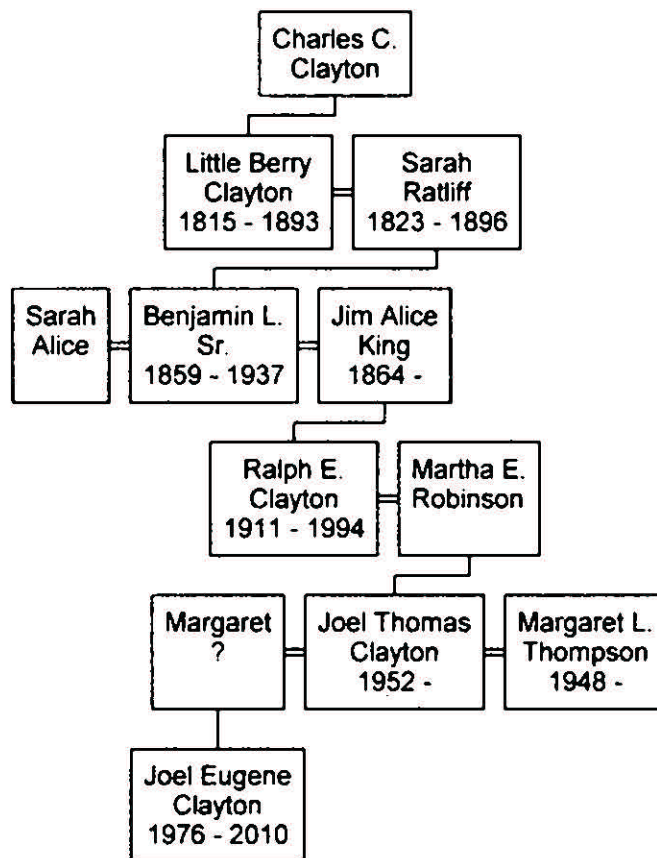 Charles C.
Clayton
Little Berry
Clayton
1815 - 1893
Sarah
Ratliff
1823 - 1896
Sarah
Alice
Benjamin L.
Sr.
1859 - 1937
Jim Alice
King
1864 -
Ralph E.
Clayton
1911 - 1994
Martha E.
Robinson
Margaret
?
Joel Thomas
Clayton
1952 -
Margaret L.
Thompson
1948 -
Joel Eugene
Clayton
1976 - 2010